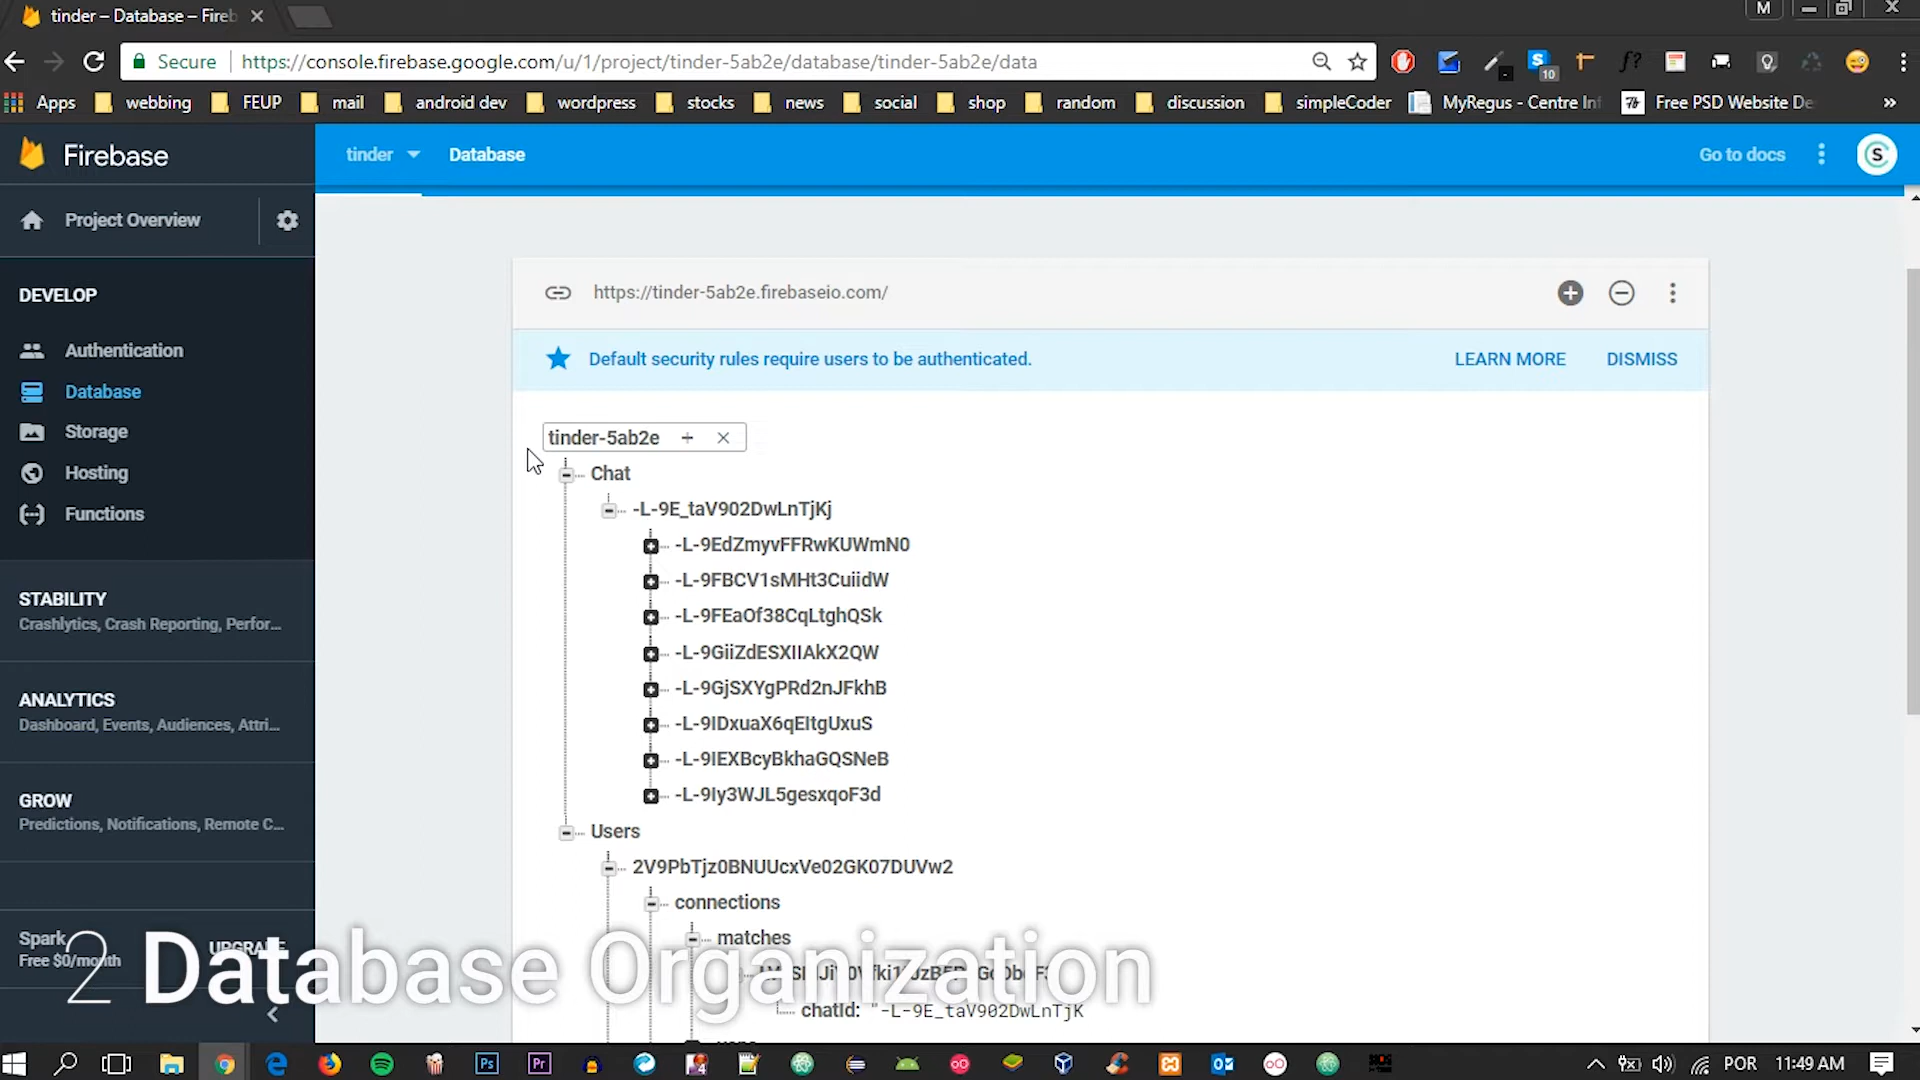 tinder – Database – Fireb
M
Secure
https://console.firebase.google.com/u/1/project/tinder-5ab2e/database/tinder-5ab2e/data
10
Apps webbing FEUP mail android dev wordpress stocks news social shop random discussion simpleCoder MyRegus - Centre Inf Free PSD Website De
Firebase
tinder Database Go to docs
Project Overview
https://tinder-5ab2e.firebaseio.com/
DEVELOP
Authentication
Default security rules require users to be authenticated. LEARN MORE DISMISS
Database
Storage
tinder-5ab2e
Hosting
Chat
Functions
-L-9E_taV902DwLnTjKj
-L-9EdZmyvFFRwKUWmN0
-L-9FBCV1sMHt3CuiidW
STABILITY
-L-9FEaOf38CqLtghQSk
Crashlytics, Crash Reporting, Perfor...
-L-9GiiZdESXIIAkX2QW
ANALYTICS
-L-9GjSXYgPRd2nJFkhB
Dashboard, Events, Audiences, Attri...
-L-9IDxuaX6qEItgUxuS
-L-9IEXBcyBkhaGQSNeB
GROW
-L-9Iy3WJL5gesxqoF3d
Predictions, Notifications, Remote C...
Users
2V9PbTjz0BNUUcxVe02GK07DUVw2
connections
matches
Spark
Free $0/month
UPGRADE
2 Database Organization
chatId: "-L-9E_taV902DwLnTjK
POR 11:49 AM